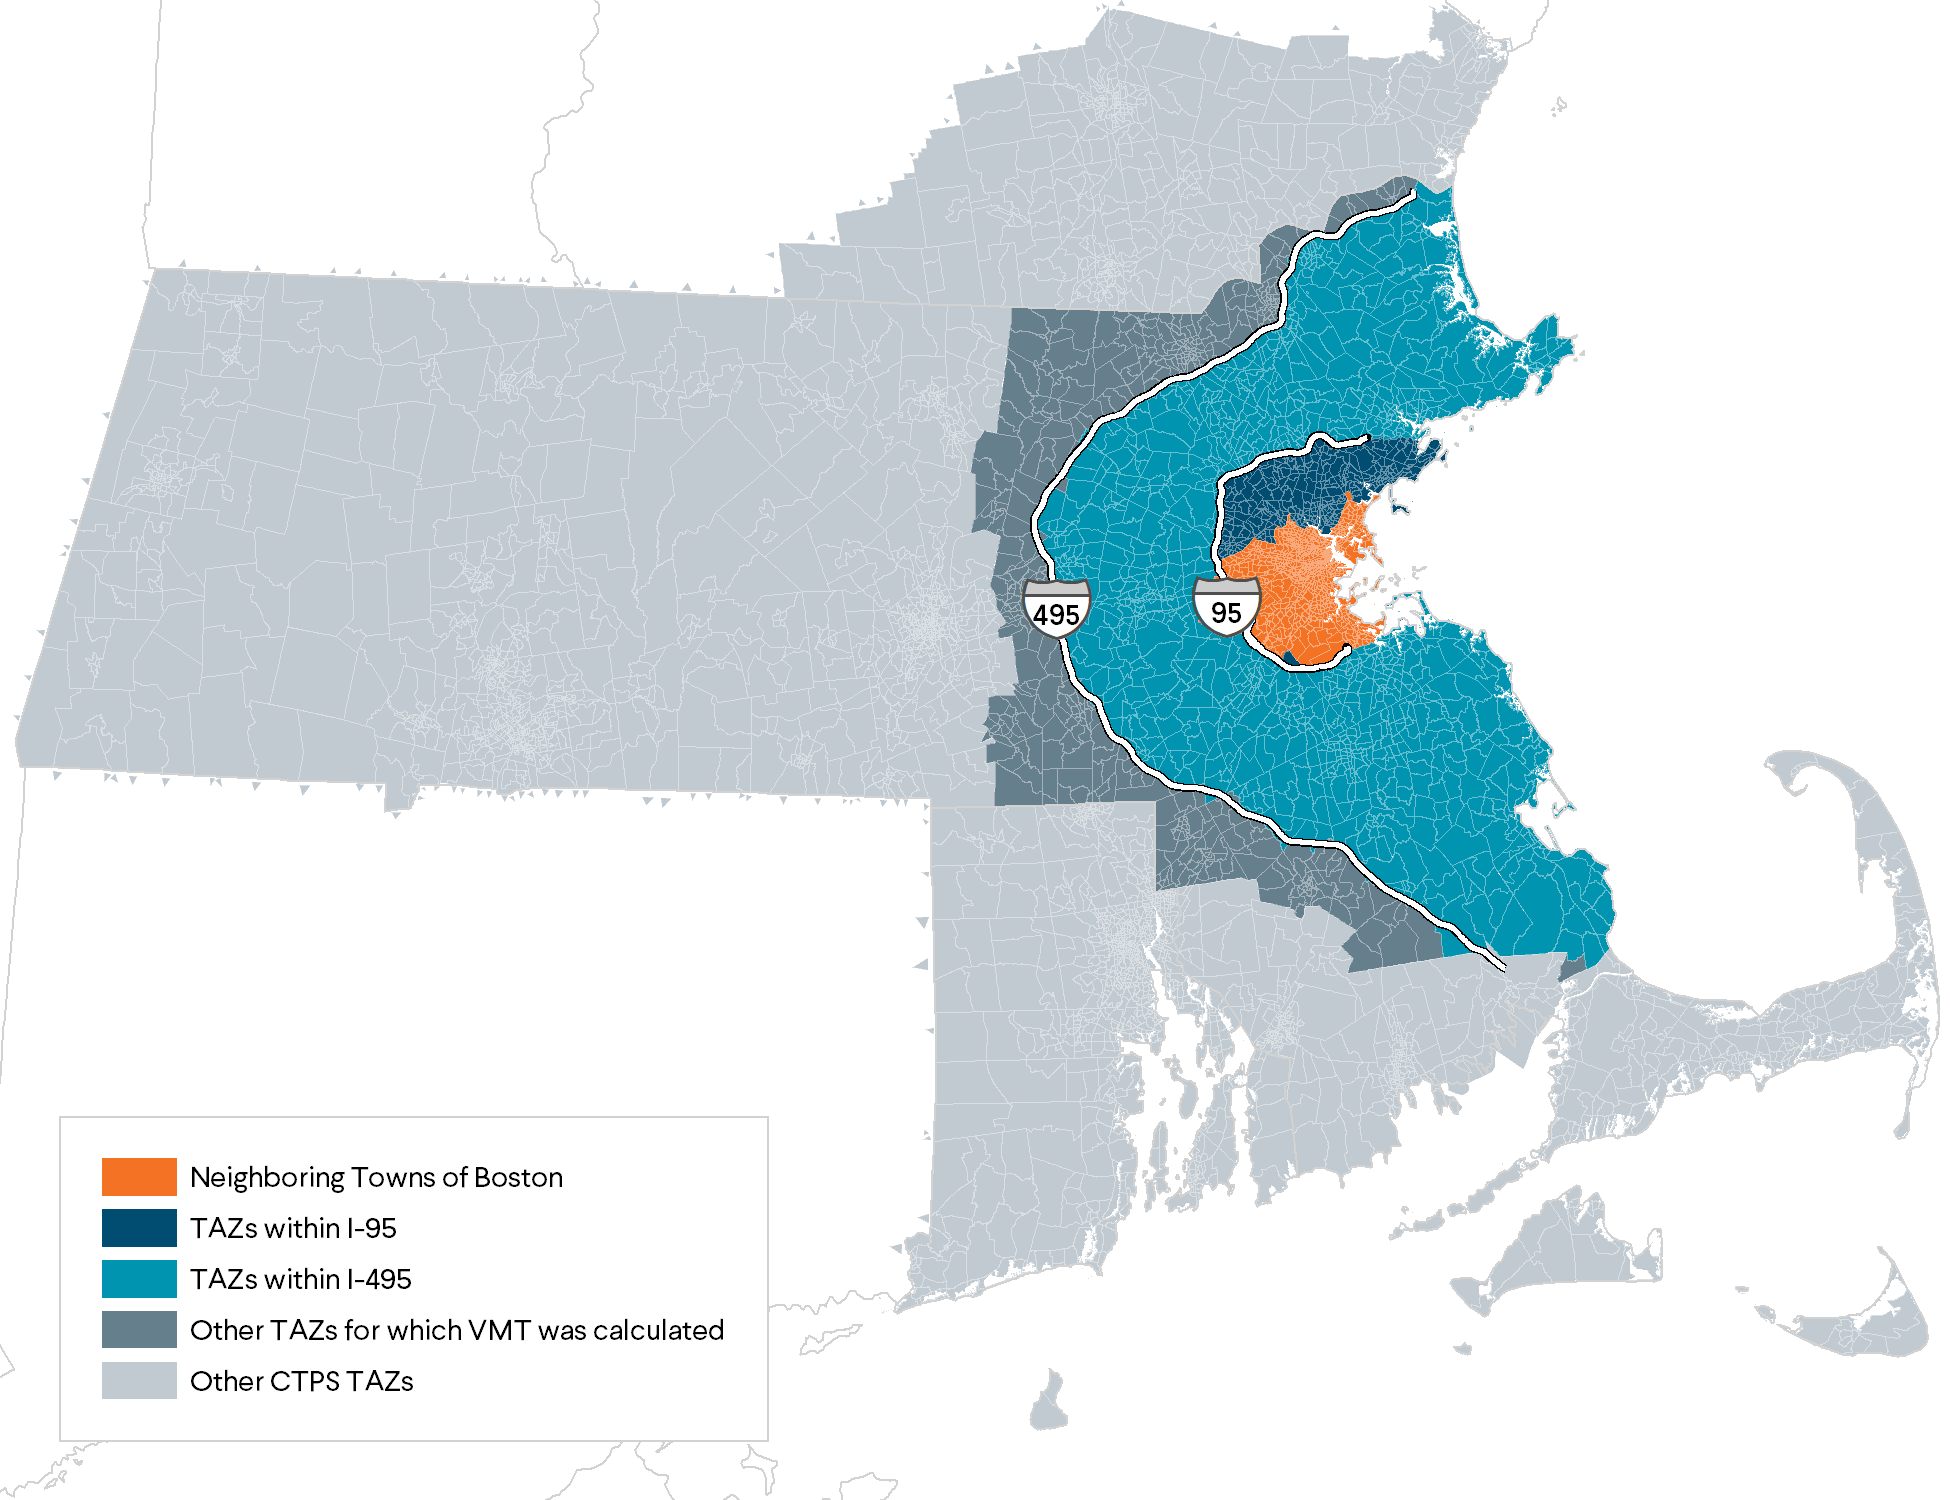 495
95
Neighboring Towns of Boston
TAZs within I-95
TAZs within I-495
Other TAZs for which VMT was calculated
Other CTPS TAZs